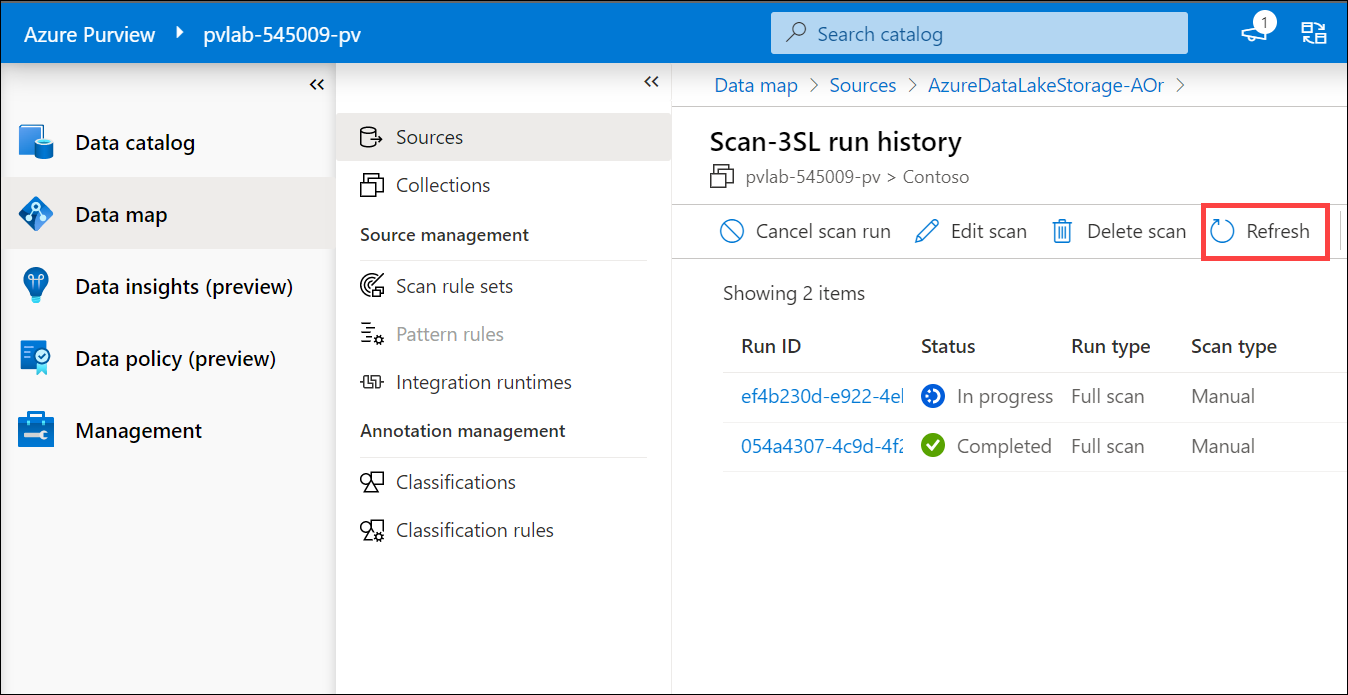 Azure Purview pvlab-545009-pv
Search catalog
1
Data catalog
Data map
Data insights (preview)
Data policy (preview)
Management
Sources
Collections
Source management
Scan rule sets
Pattern rules
Integration runtimes
Annotation management
Classifications
Classification rules
Data map > Sources > AzureDataLakeStorage-AOr >
Scan-3SL run history
pvlab-545009-pv > Contoso
Cancel scan run Edit scan Delete scan Refresh
Showing 2 items
Run ID Status Run type Scan type
ef4b230d-e922-4e In progress Full scan Manual
054a4307-4c9d-4f2 Completed Full scan Manual